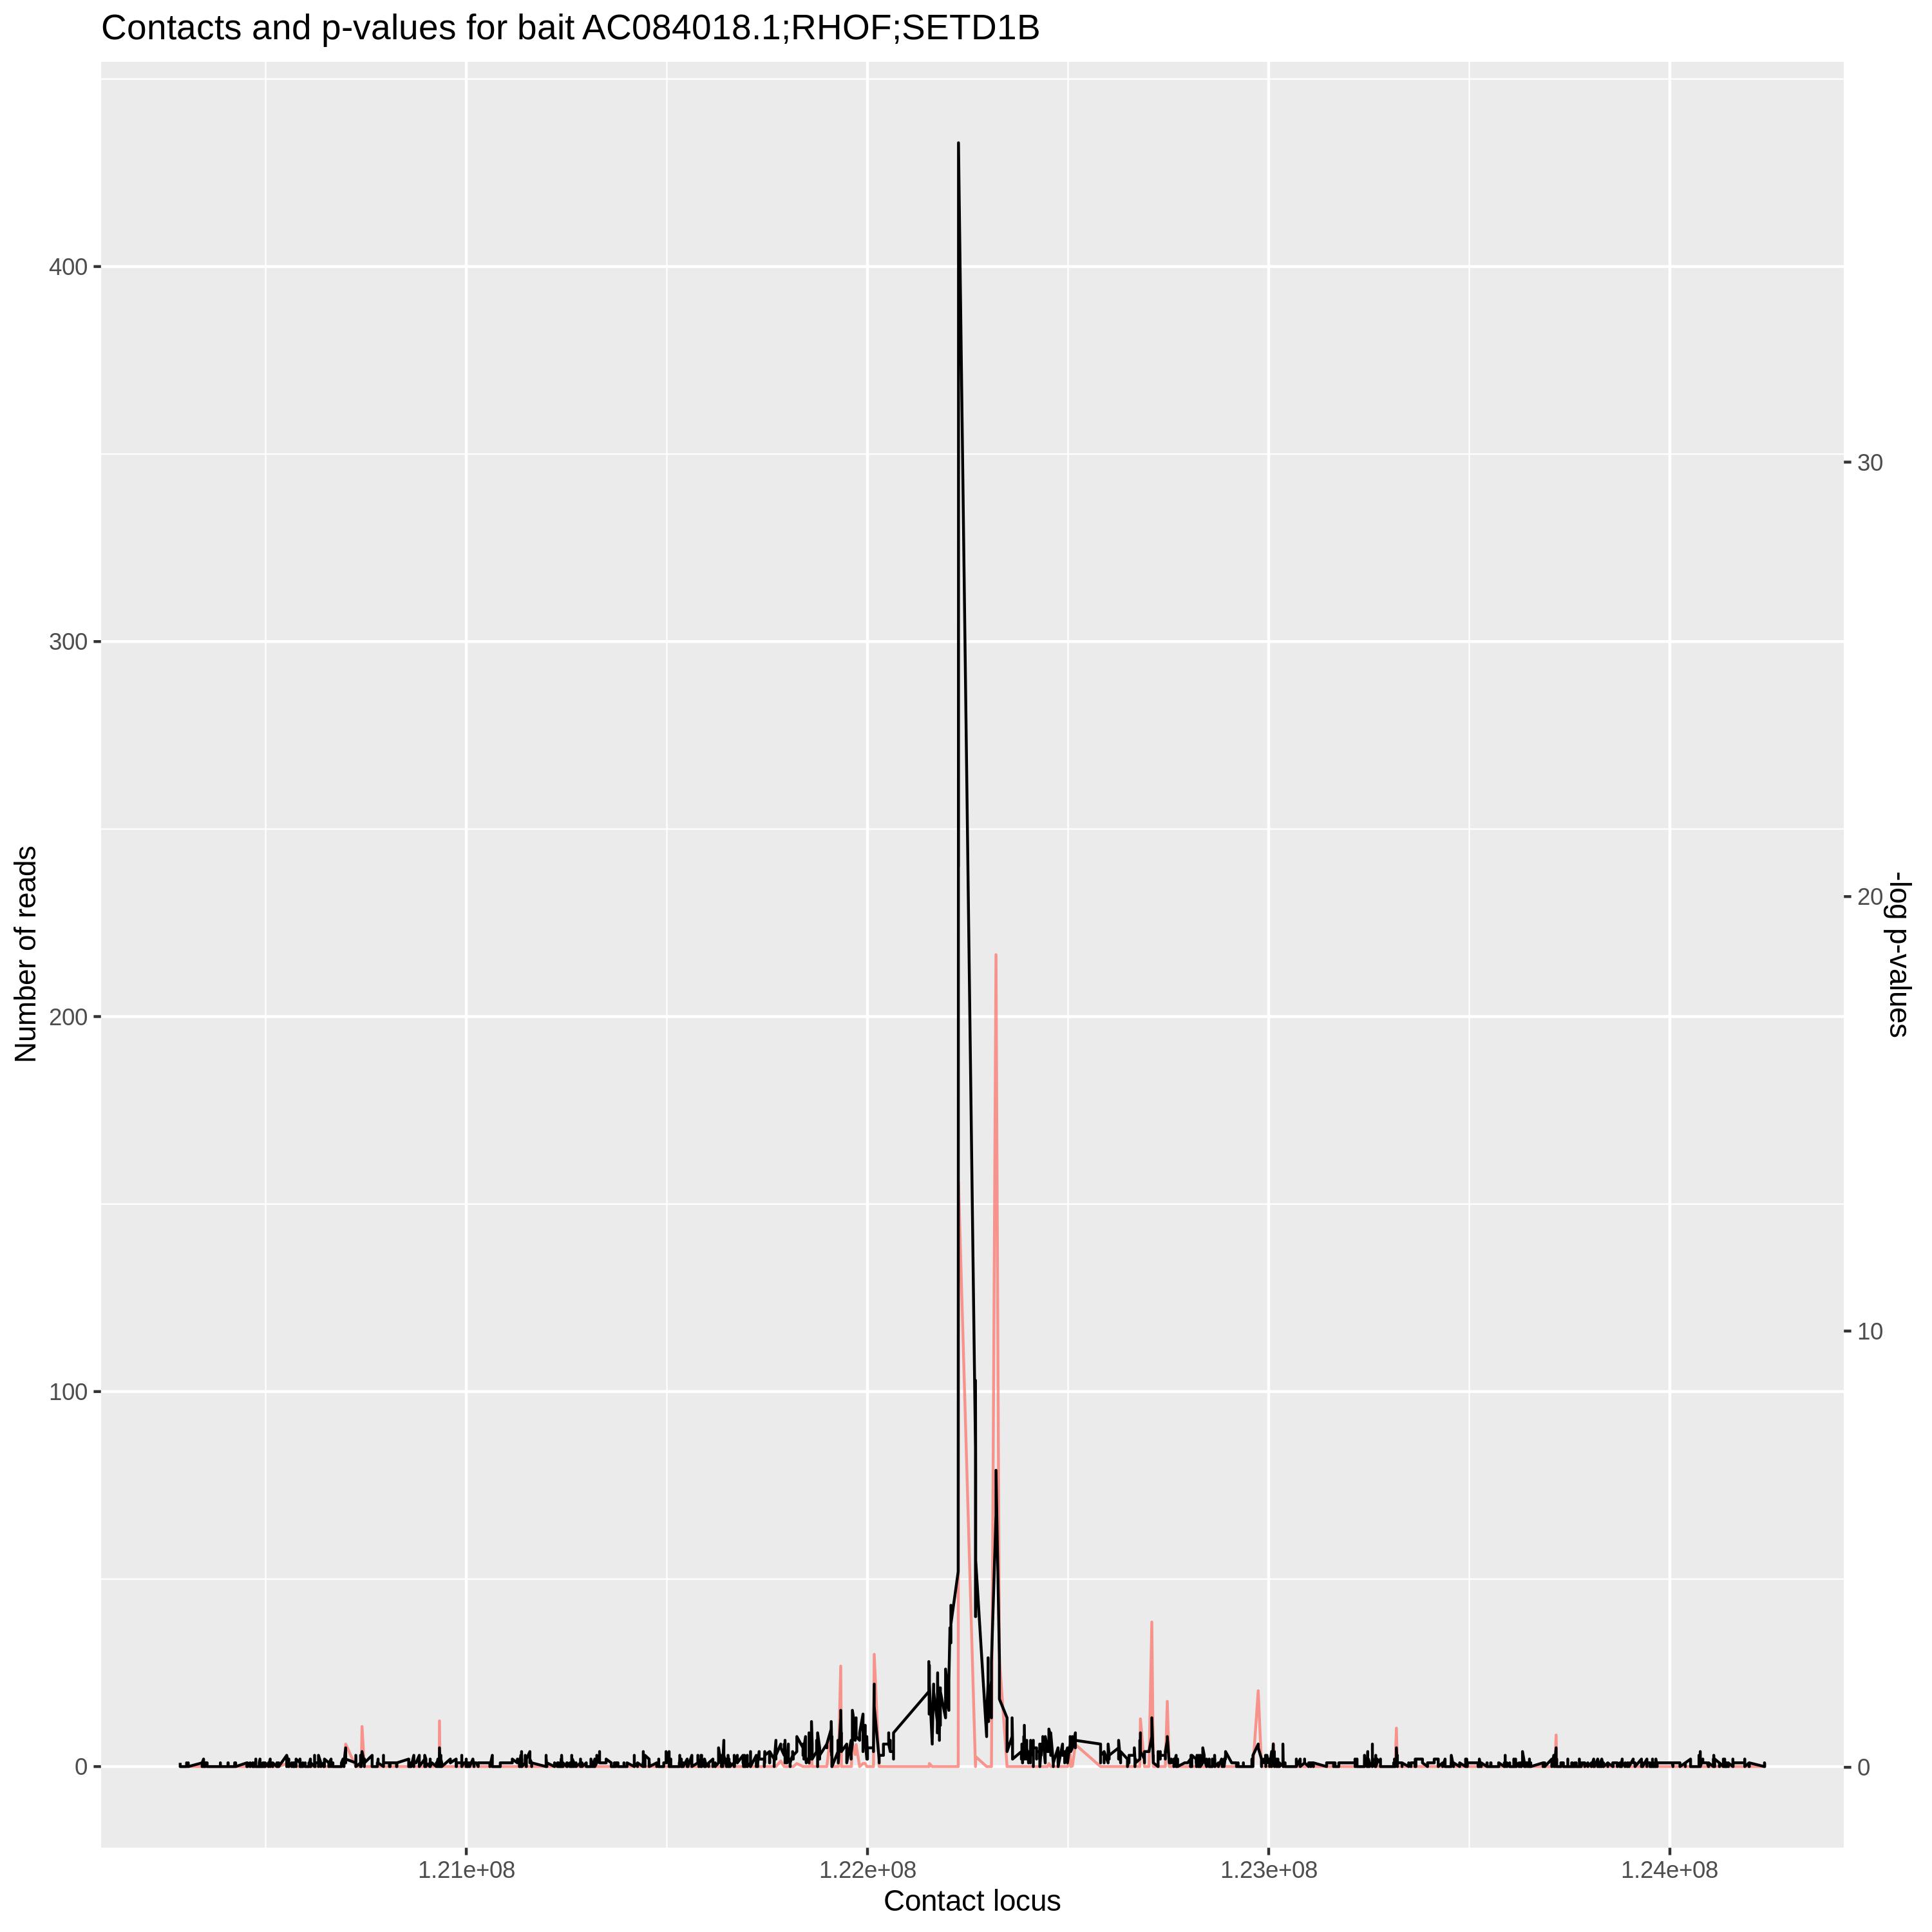 Contacts and p-values for bait AC084018.1;RHOF;SETD1B
400
300
200
100
0
Number of reads
30
20
10
0
-log p-values
1.21e+08
1.22e+08
1.23e+08
1.24e+08
Contact locus